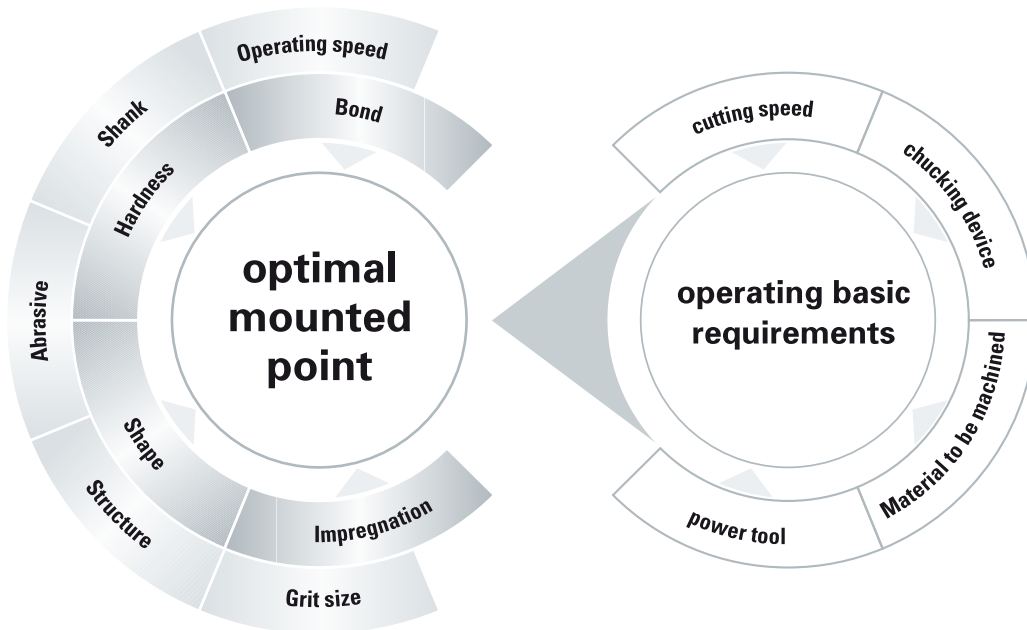 Operating speed
Shank
Abrasive
Structure
Grit size
Bond
Hardness
Shape
Impregnation
optimal
mounted
point
cutting speed
chucking device
Material to be machined
power tool
operating basic
requirements